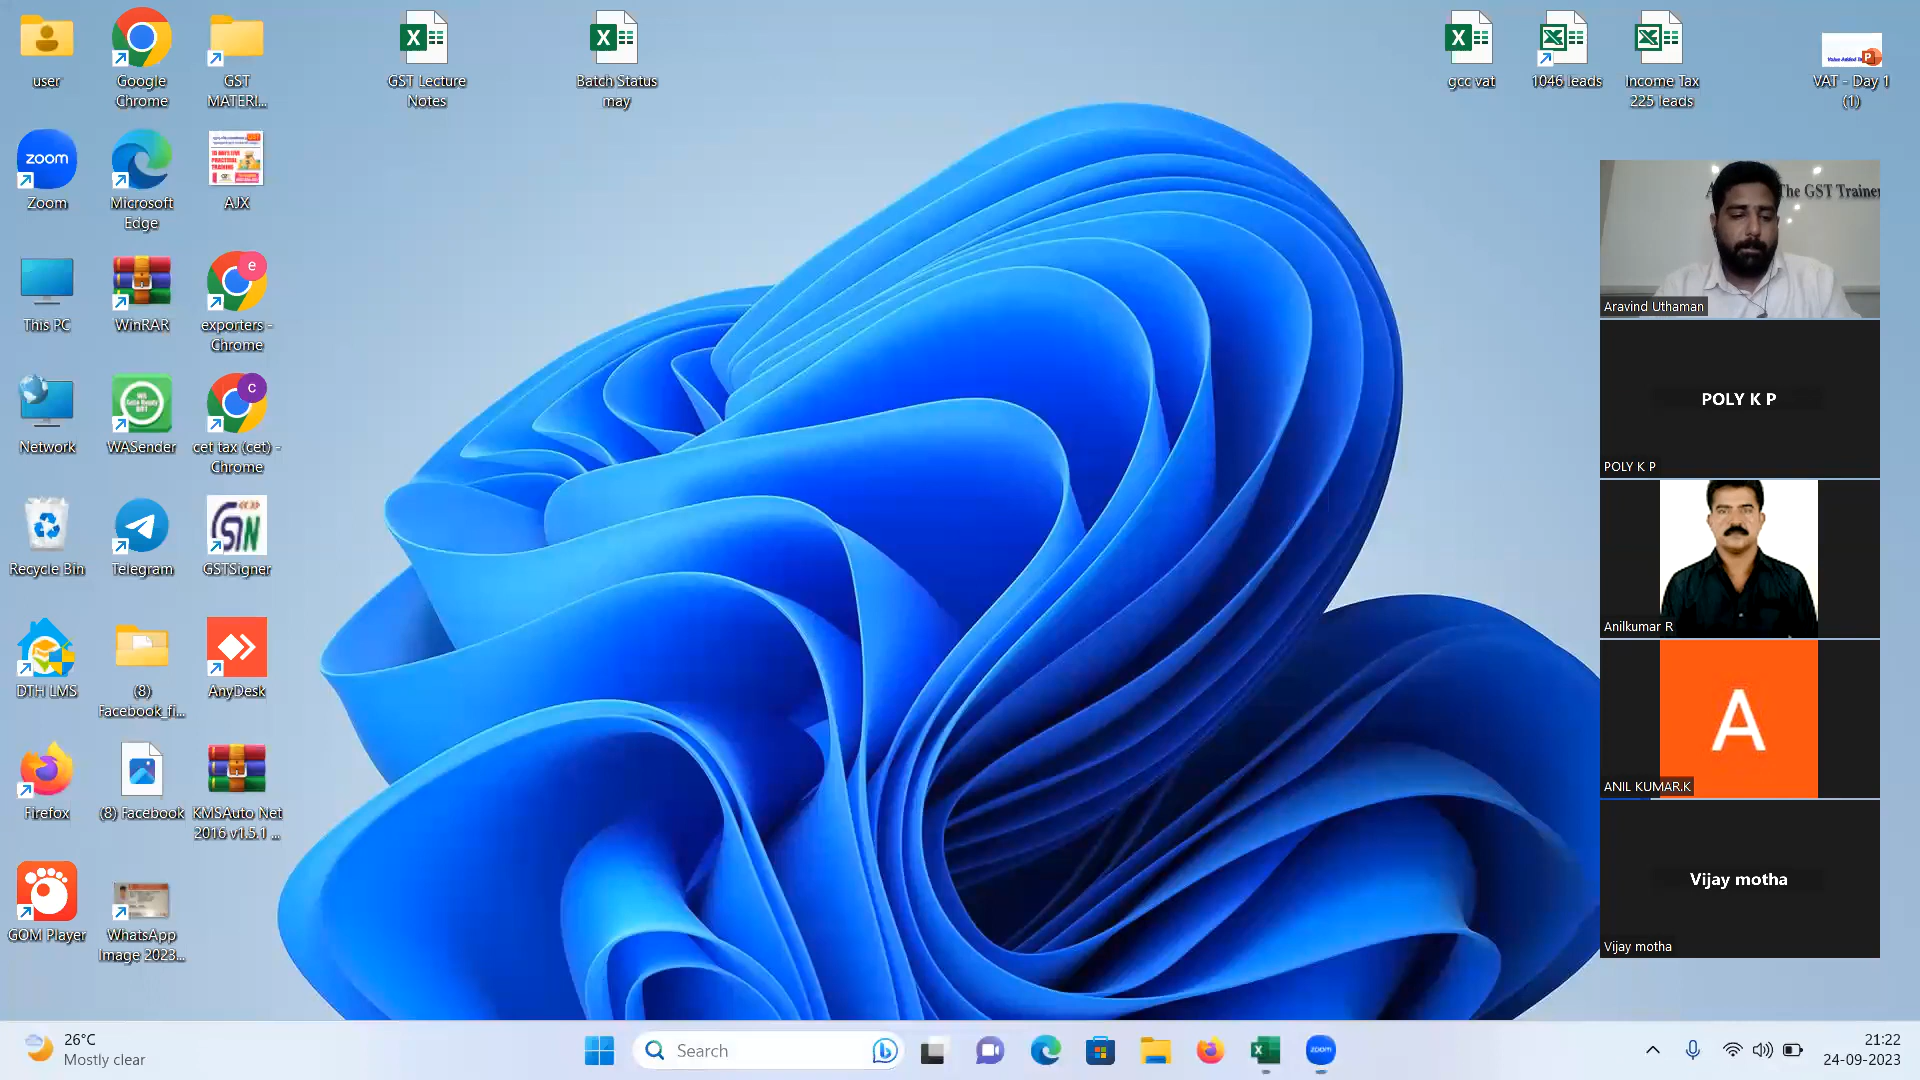 user
Google
Chrome
GST
MATERI...
GST Lecture
Notes
Batch Status
may
gcc vat
1046 leads
Income Tax
225 leads
VAT - Day 1
(1)
zoom
Zoom
Microsoft
Edge
AJX
This PC
WinRAR
e
exporters -
Chrome
Network
WASender
c
cet tax (cet) -
Chrome
Recycle Bin
Telegram
GSTSigner
DTH LMS
(8)
Facebook_fi...
AnyDesk
Firefox
(8) Facebook
KMSAuto Net
2016 v1.5.1 ...
GOM Player
WhatsApp
Image 2023...
The GST Trainer
Aravind Uthaman
POLY K P
POLY K P
Anilkumar R
A
ANIL KUMAR.K
Vijay motha
Vijay motha
26°C
Mostly clear
Search
zoom
21:22
24-09-2023